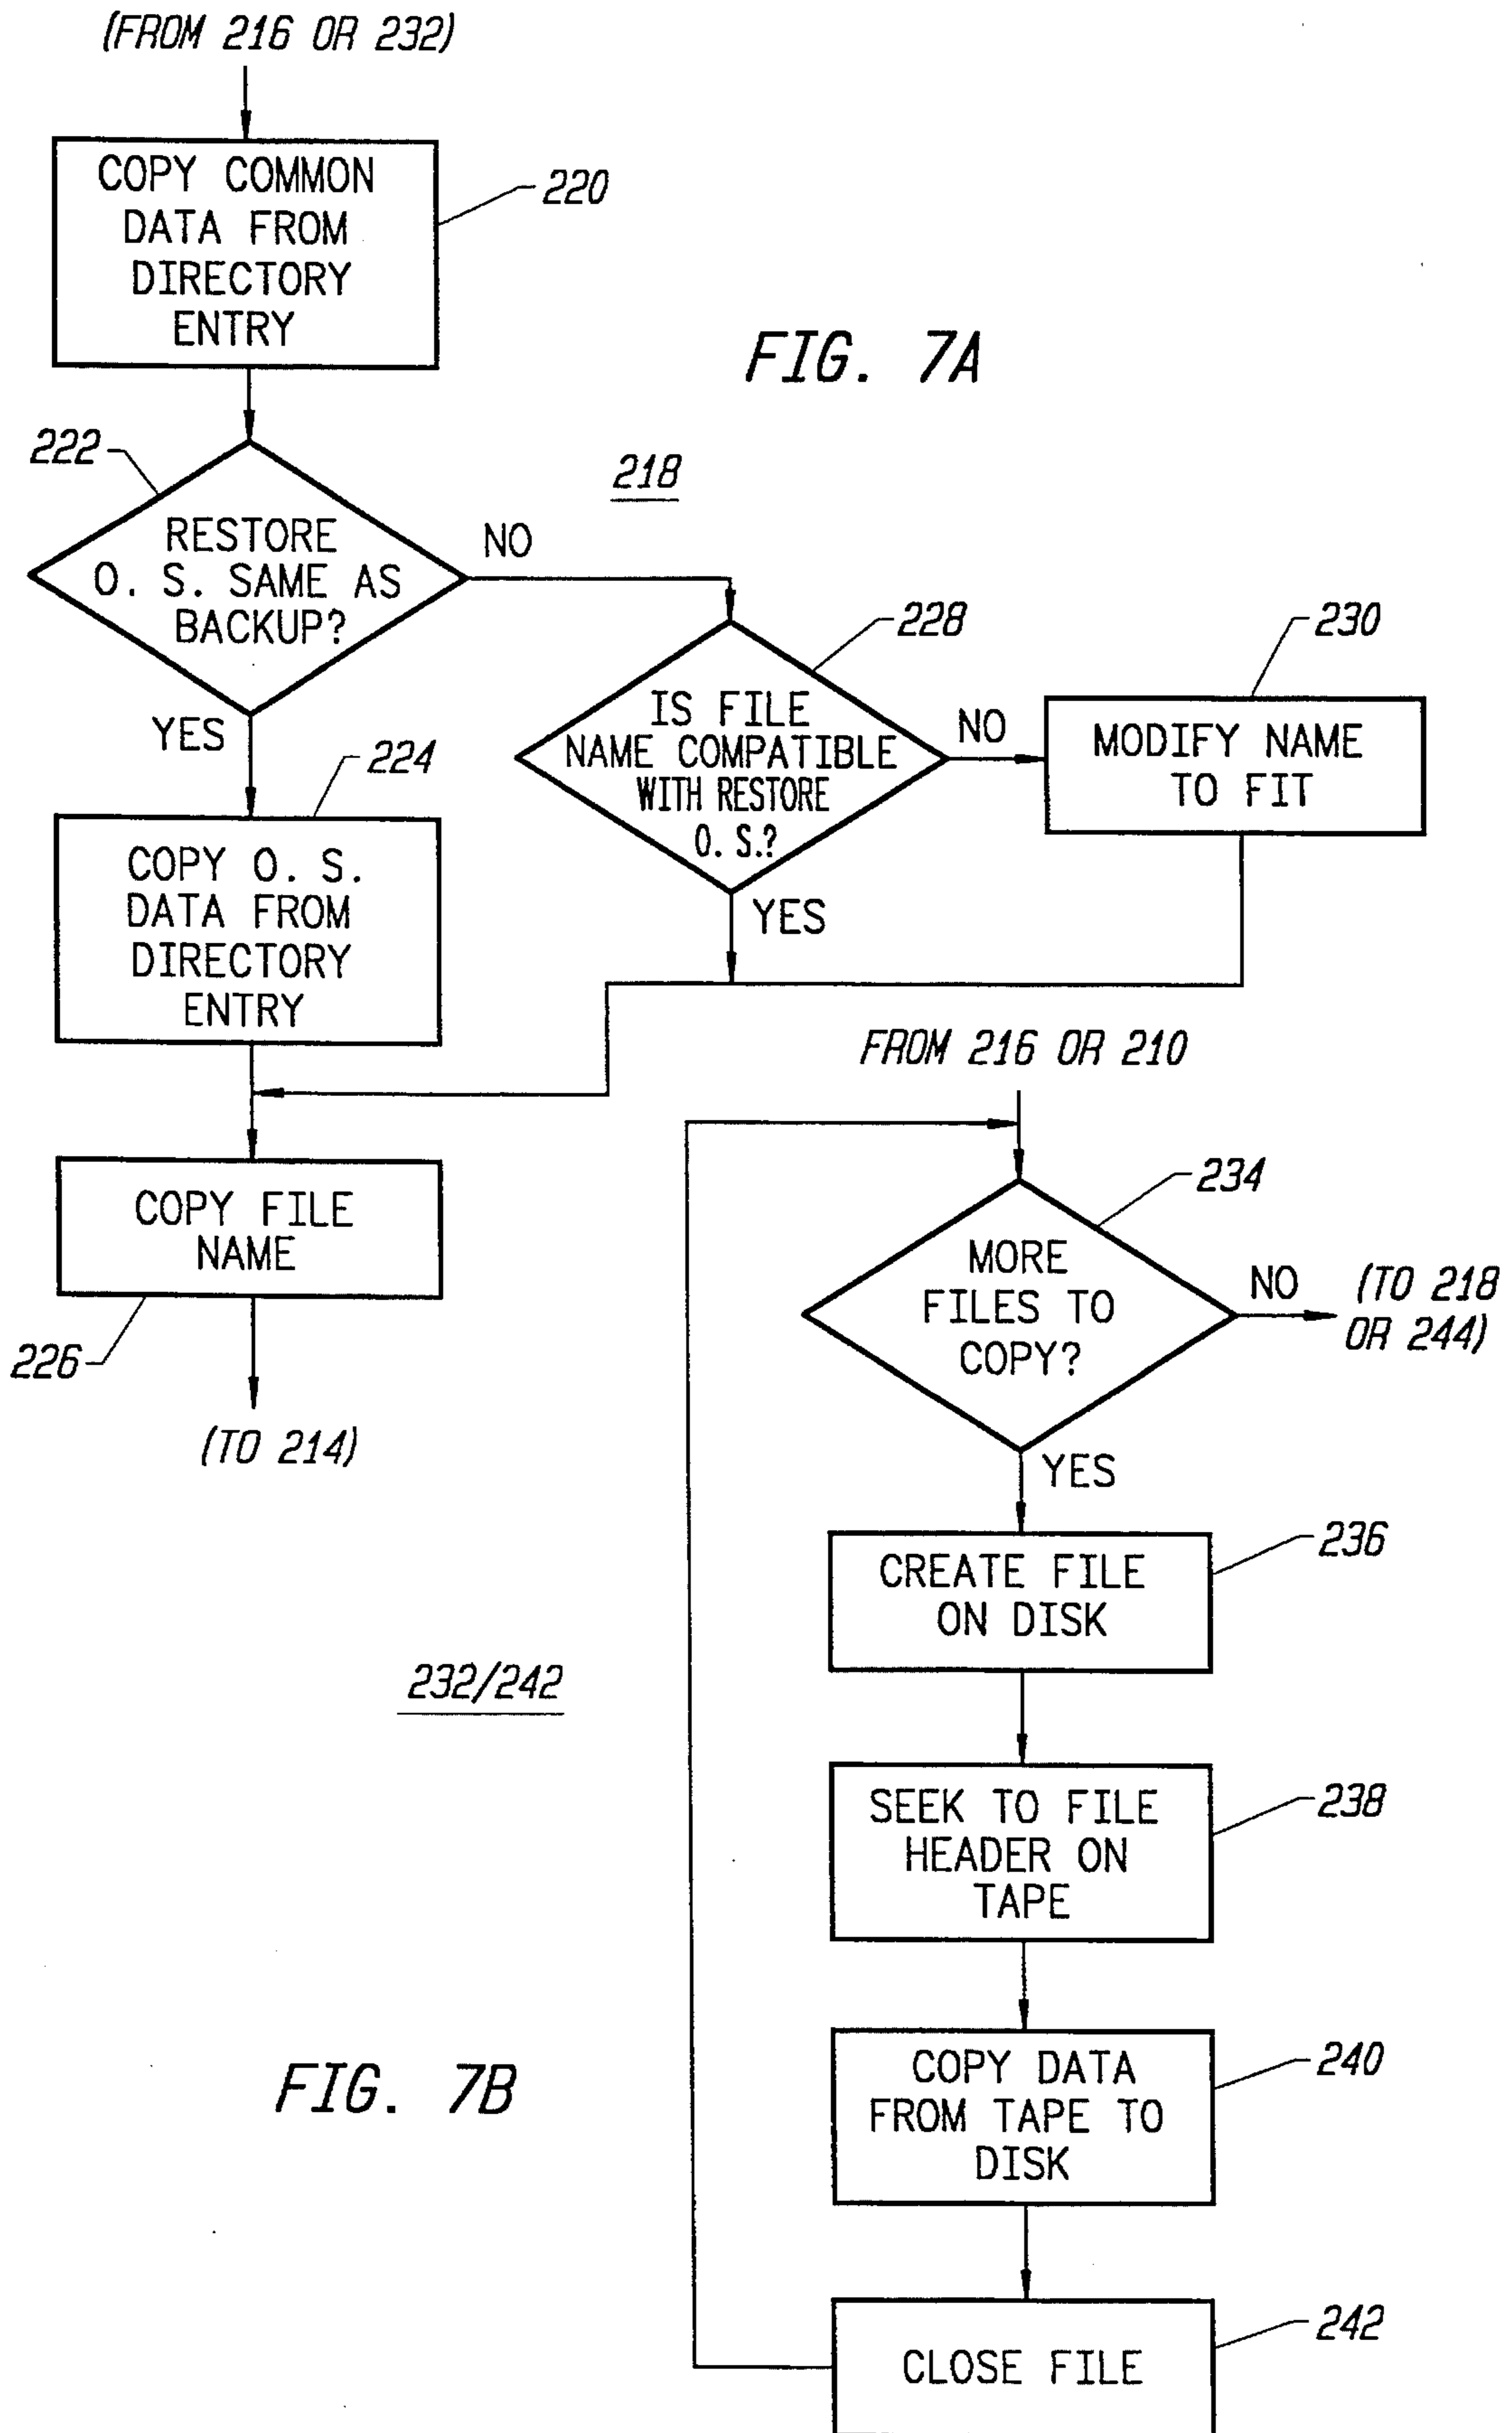 (FROM 216 OR 232)
COPY COMMON
DATA FROM
DIRECTORY
ENTRY
220
FIG. 7A
222
218
RESTORE
O. S. SAME AS
BACKUP?
NO
YES
228
IS FILE
NAME COMPATIBLE
WITH RESTORE
O. S.?
NO
YES
230
MODIFY NAME
TO FIT
224
COPY O. S.
DATA FROM
DIRECTORY
ENTRY
COPY FILE
NAME
226
(TO 214)
FROM 216 OR 210
234
MORE
FILES TO
COPY?
NO
(TO 218
OR 244)
YES
236
CREATE FILE
ON DISK
232/242
238
SEEK TO FILE
HEADER ON
TAPE
240
COPY DATA
FROM TAPE TO
DISK
FIG. 7B
242
CLOSE FILE